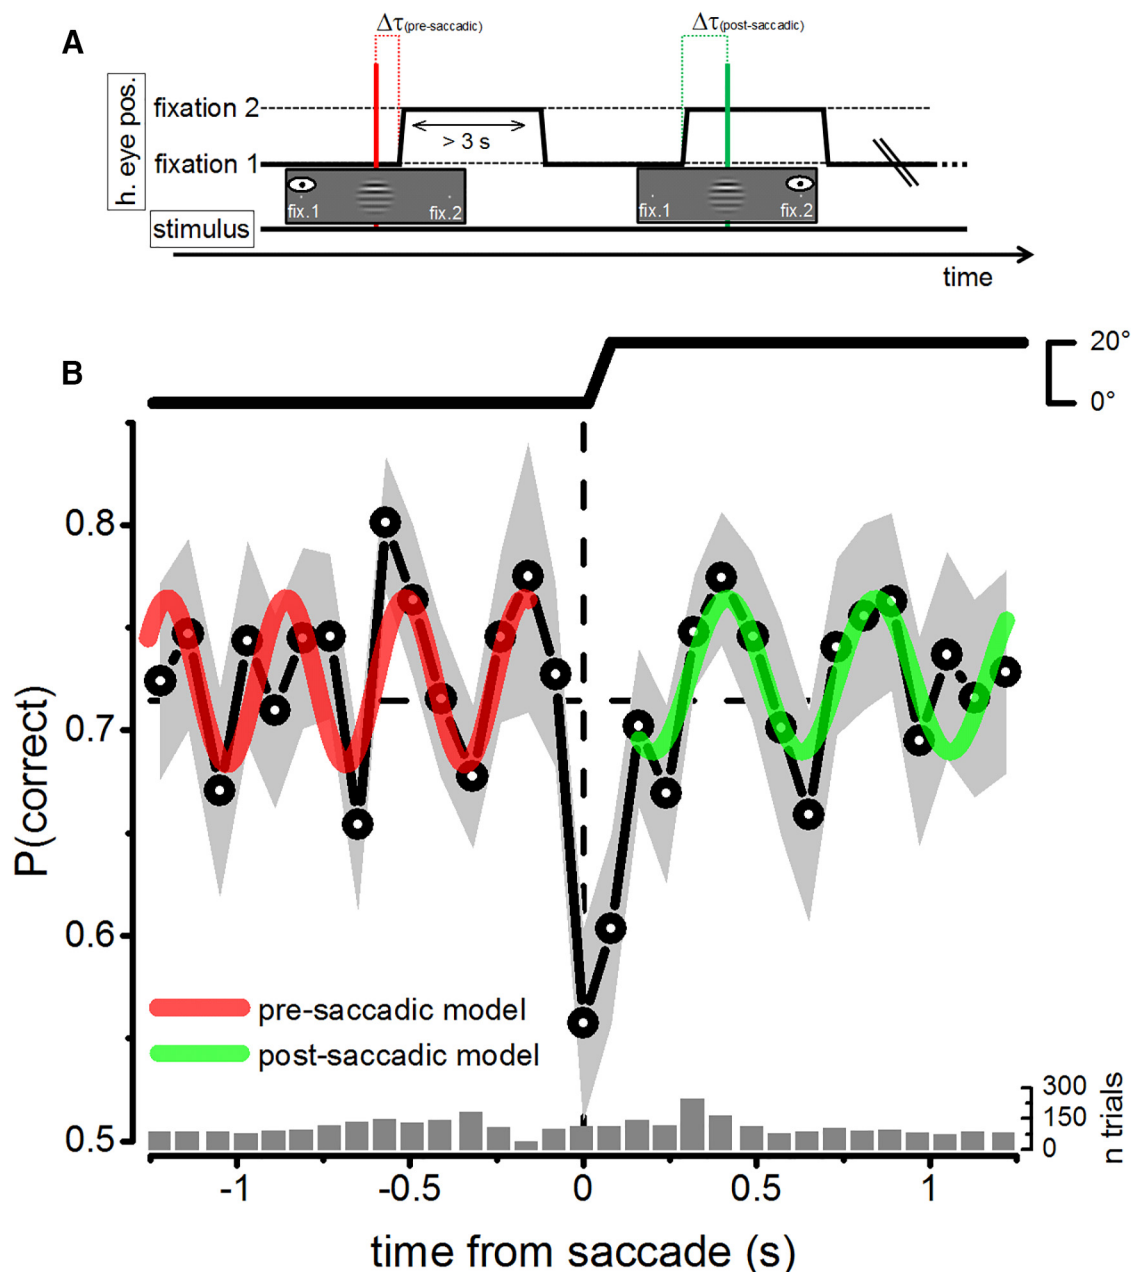 A
Δτ(pre-saccadic)
Δτ(post-saccadic)
h. eye pos.
fixation 2
> 3 s
fixation 1
fix.1
fix.2
fix.1
fix.2
stimulus
time
B
20°
0°
P(correct)
0.8
0.7
0.6
0.5
pre-saccadic model
post-saccadic model
300
150
0
n trials
-1
-0.5
0
0.5
1
time from saccade (s)